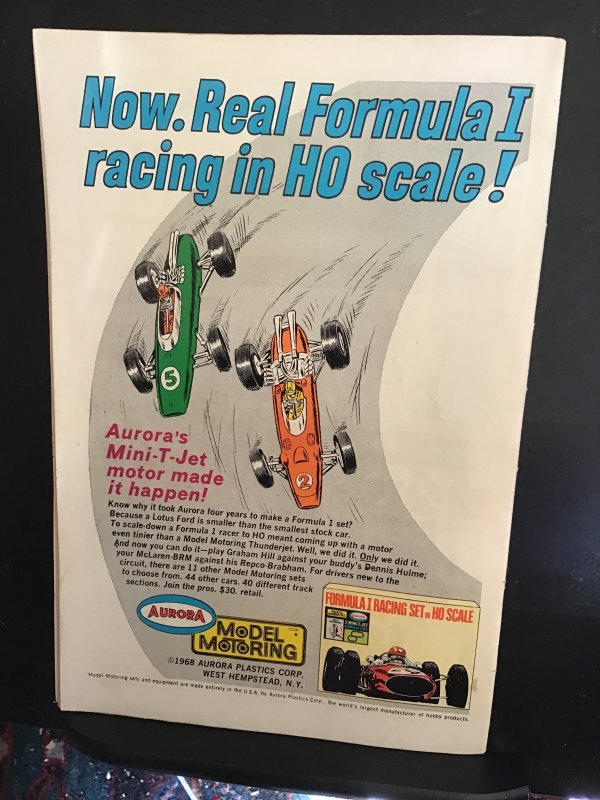 Now. Real Formula I
racing in HO scale!
5
2
Aurora's
Mini-T-Jet
motor made
it happen!
Know why it took Aurora four years to make a Formula 1 set?
Because a Lotus Ford is smaller than the smallest stock car.
To scale-down a Formula 1 racer to HO meant coming up with a motor
even tinier than a Model Motoring Thunderjet. Well, we did it. Only we did it.
And now you can do it—play Graham Hill against your buddy's Dennis Hulme;
your McLaren-BRM against his Repco-Brabham. For drivers new to the
circuit, there are 11 other Model Motoring sets
to choose from. 44 other cars. 40 different track
sections. Join the pros. $30. retail.
AURORA
MODEL
MOTORING
©1968 AURORA PLASTICS CORP.
WEST HEMPSTEAD, N.Y.
FORMULA I RACING SET IN HO SCALE
Model Motoring sets and equipment are made entirely in the U.S.A. by Aurora Plastics Corp., the world's largest manufacturer of hobby products.